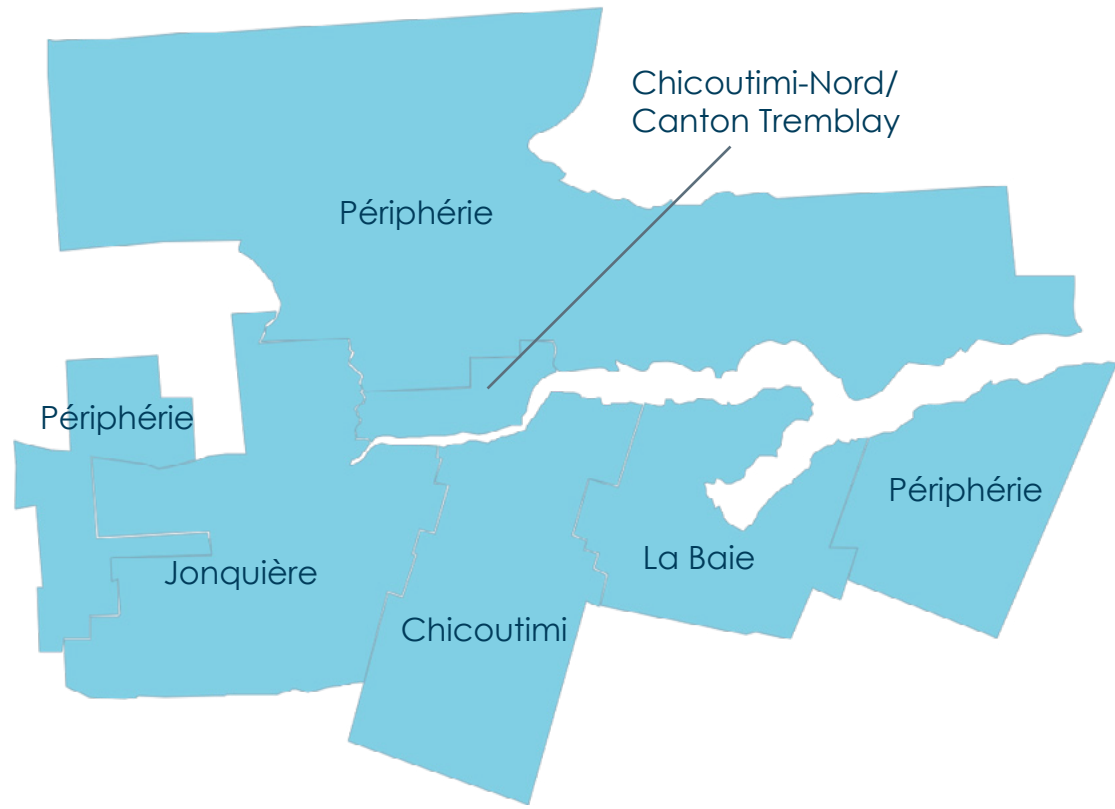 Chicoutimi-Nord/
Canton Tremblay
Périphérie
Périphérie
Périphérie
La Baie
Jonquière
Chicoutimi